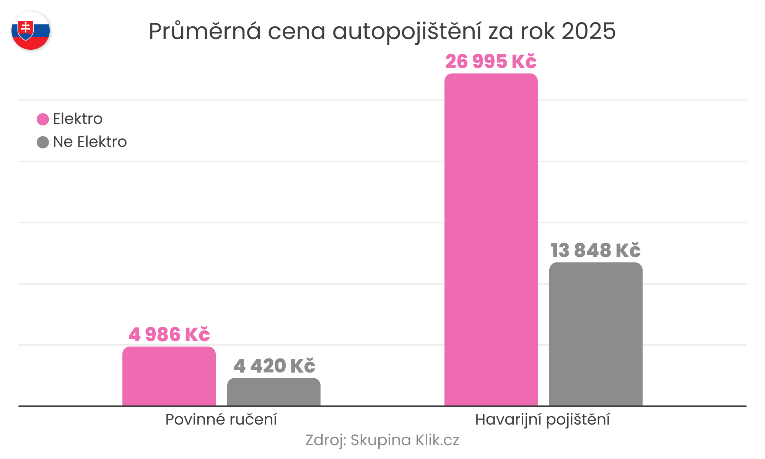 Průměrná cena autopojištění za rok 2025
26 995 Kč
Elektro
Ne Elektro
13 848 Kč
4 986 Kč
4 420 Kč
Povinné ručení
Havarijní pojištění
Zdroj: Skupina Klik.cz